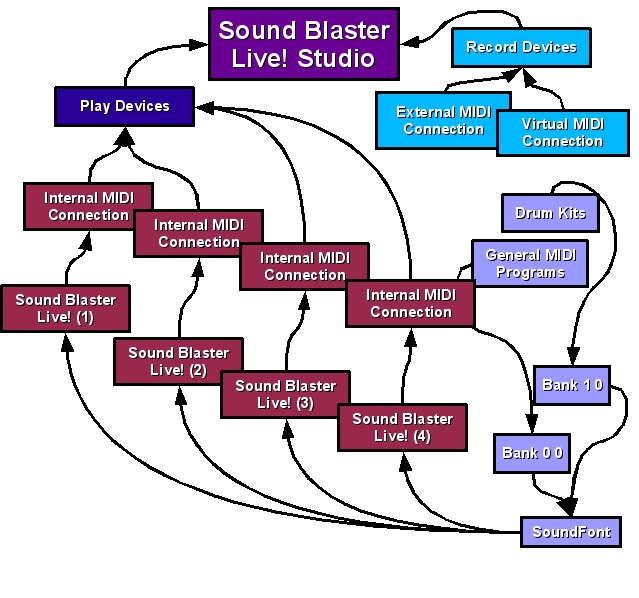 Sound Blaster
Live! Studio
Record Devices
Play Devices
External MIDI
Connection
Virtual MIDI
Connection
Internal MIDI
Connection
Internal MIDI
Connection
Internal MIDI
Connection
Internal MIDI
Connection
Drum Kits
General MIDI
Programs
Sound Blaster
Live! (1)
Sound Blaster
Live! (2)
Sound Blaster
Live! (3)
Sound Blaster
Live! (4)
Bank 1 0
Bank 0 0
SoundFont